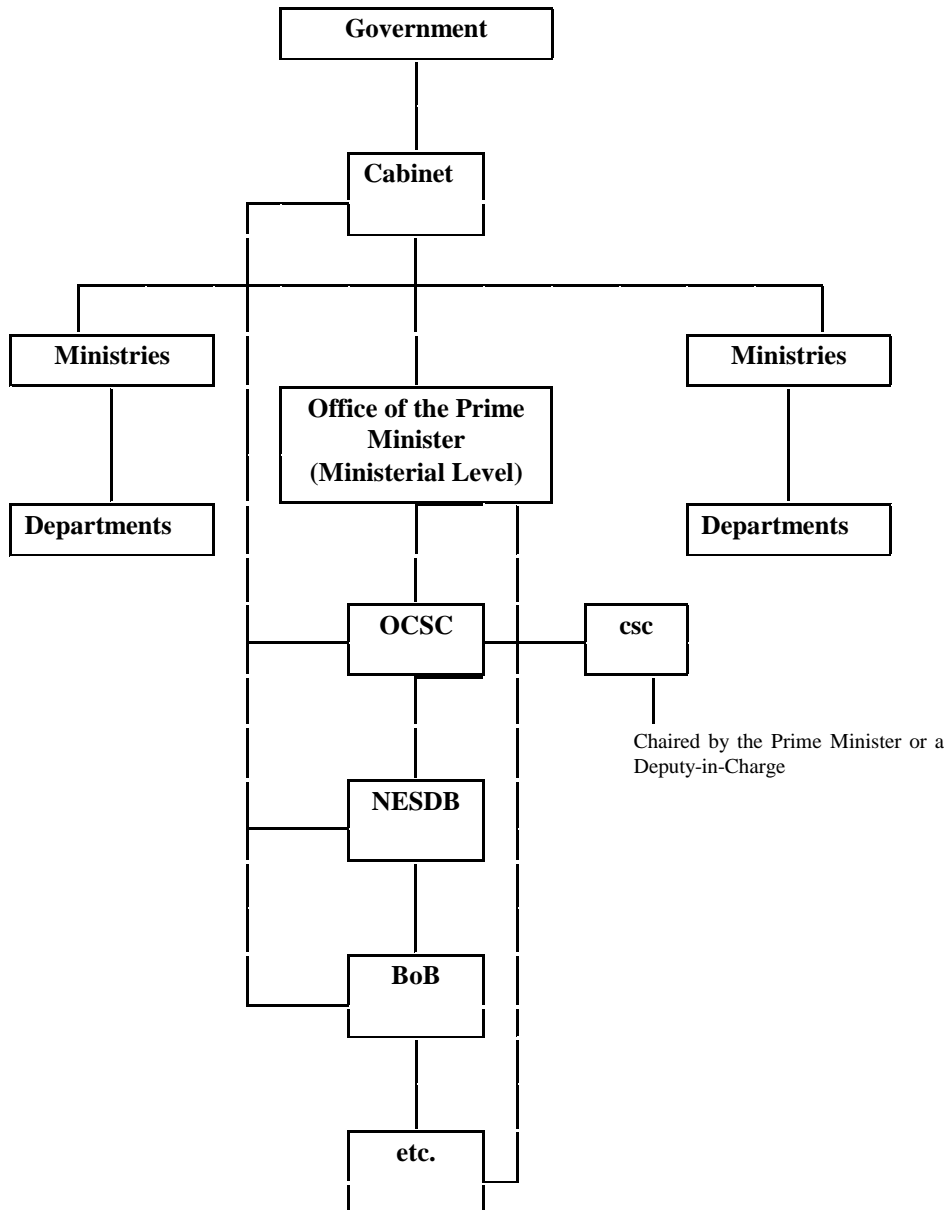 Government
Cabinet
Ministries
Ministries
Office of the Prime
Minister
(Ministerial Level)
Departments
Departments
OCSC
csc
Chaired by the Prime Minister or a
Deputy-in-Charge
NESDB
BoB
etc.